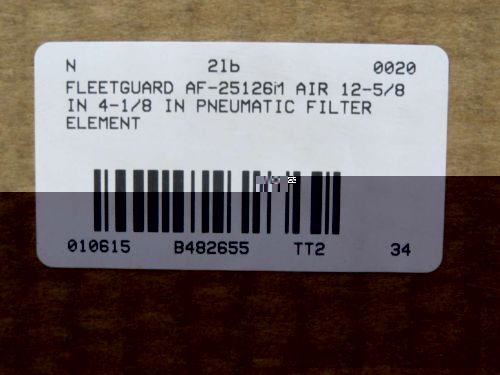 N 21b 0020
FLEETGUARD AF-25126M AIR 12-5/8
IN 4-1/8 IN PNEUMATIC FILTER
ELEMENT
010615 B482655 TT2 34